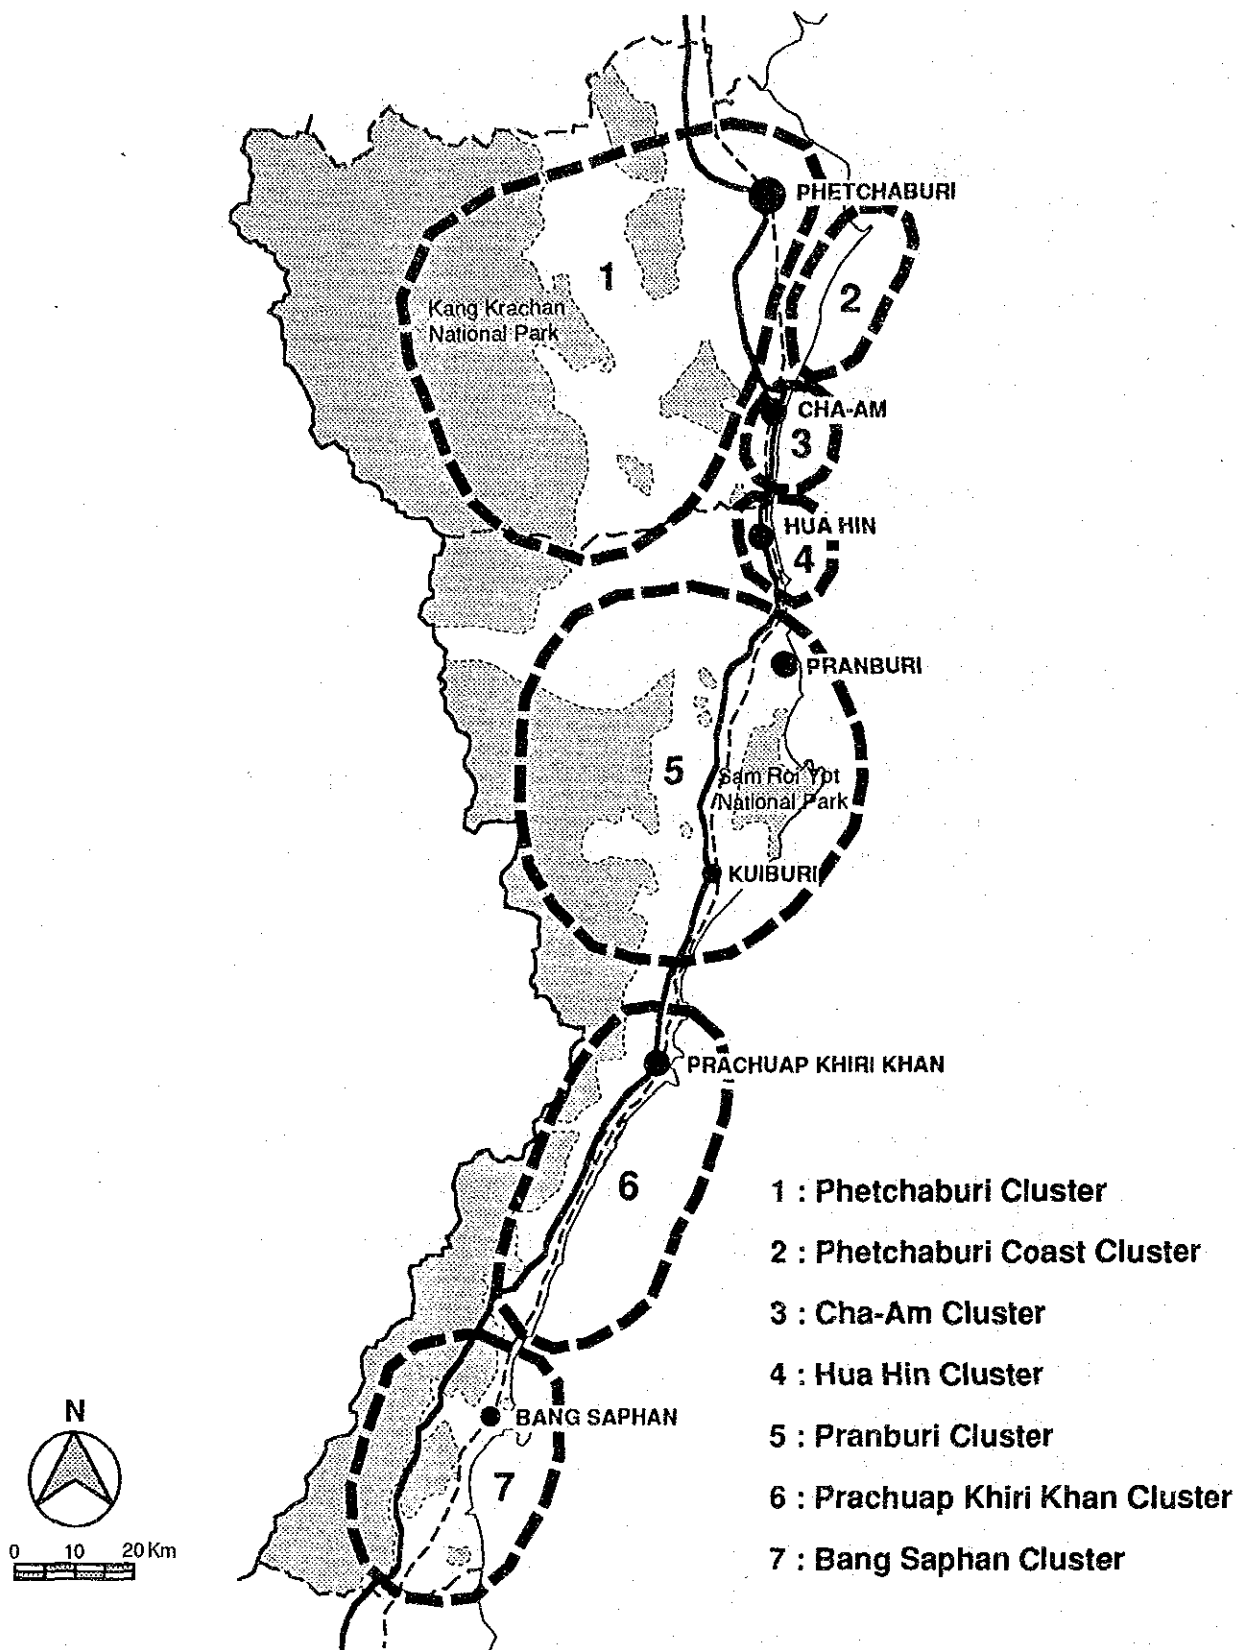 PHETCHABURI
1
2
Kang Krachan
National Park
CHA-AM
3
HUA HIN
4
PRANBURI
5
Sam Roi Yot
National Park
KUIBURI
PRACHUAP KHIRI KHAN
6
BANG SAPHAN
7
1 : Phetchaburi Cluster
2 : Phetchaburi Coast Cluster
3 : Cha-Am Cluster
4 : Hua Hin Cluster
5 : Pranburi Cluster
6 : Prachuap Khiri Khan Cluster
7 : Bang Saphan Cluster
N
0 10 20 Km